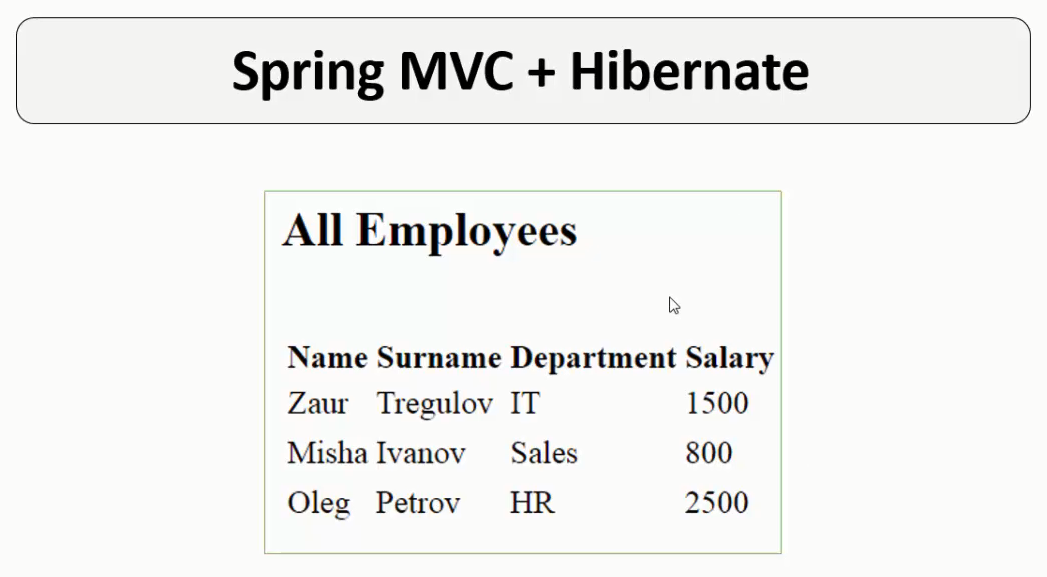 Spring MVC + Hibernate
All Employees
Name Surname Department Salary
Zaur Tregulov IT 1500
Misha Ivanov Sales 800
Oleg Petrov HR 2500